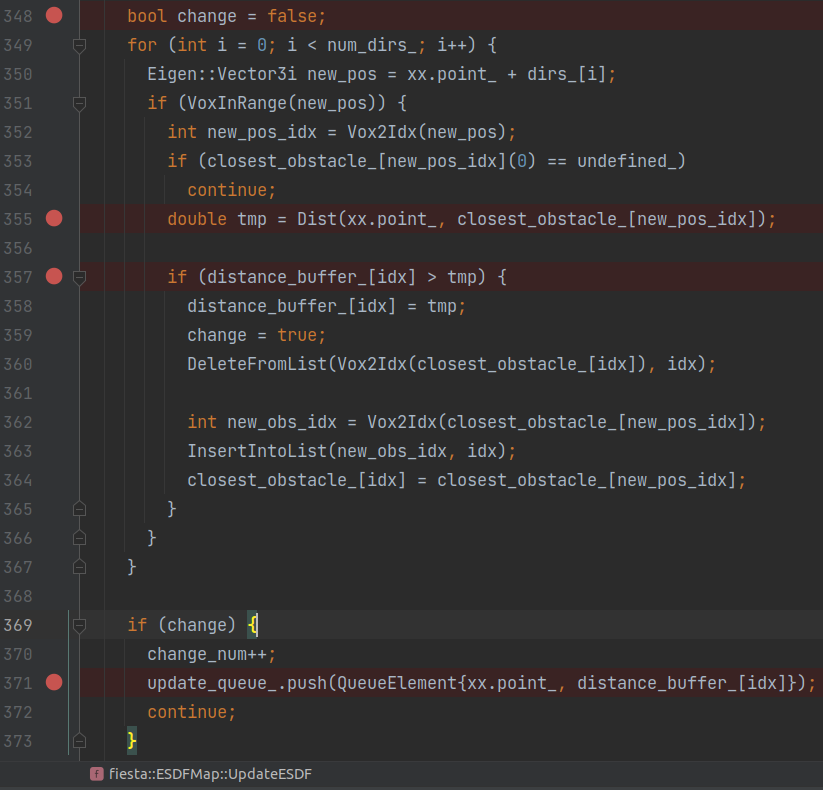 348 bool change = false;
349 for (int i = 0; i < num_dirs_; i++) {
350 Eigen::Vector3i new_pos = xx.point_ + dirs_[i];
351 if (VoxInRange(new_pos)) {
352 int new_pos_idx = Vox2Idx(new_pos);
353 if (closest_obstacle_[new_pos_idx](0) == undefined_)
354 continue;
355 double tmp = Dist(xx.point_, closest_obstacle_[new_pos_idx]);
356
357 if (distance_buffer_[idx] > tmp) {
358 distance_buffer_[idx] = tmp;
359 change = true;
360 DeleteFromList(Vox2Idx(closest_obstacle_[idx]), idx);
361
362 int new_obs_idx = Vox2Idx(closest_obstacle_[new_pos_idx]);
363 InsertIntoList(new_obs_idx, idx);
364 closest_obstacle_[idx] = closest_obstacle_[new_pos_idx];
365 }
366 }
367 }
368
369 if (change) {
370 change_num++;
371 update_queue_.push(QueueElement{xx.point_, distance_buffer_[idx]});
372 continue;
373 }
f fiesta::ESDFMap::UpdateESDF